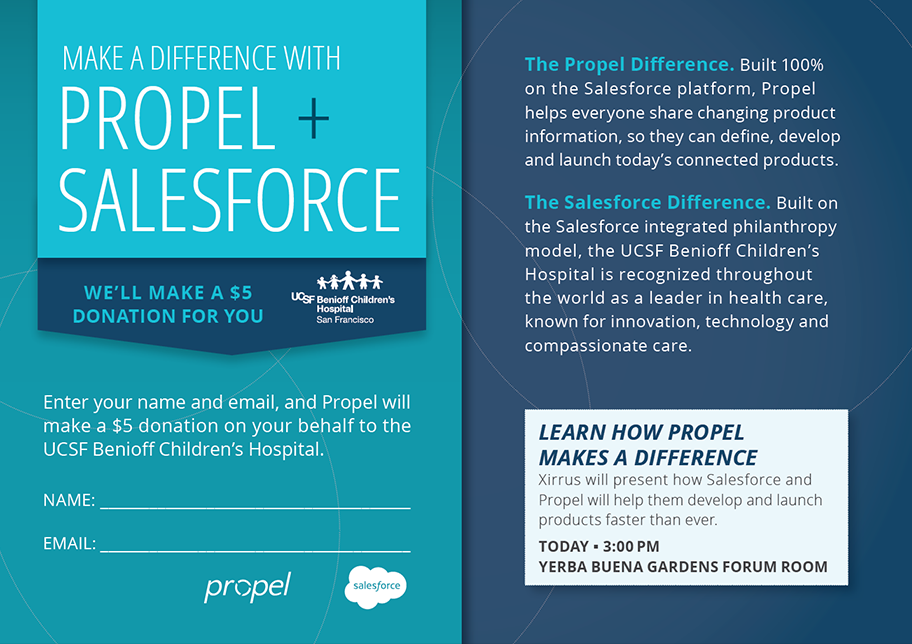 MAKE A DIFFERENCE WITH
PROPEL +
SALESFORCE
WE’LL MAKE A $5
DONATION FOR YOU
UCSF Benioff Children’s
Hospital
San Francisco
Enter your name and email, and Propel will
make a $5 donation on your behalf to the
UCSF Benioff Children’s Hospital.
NAME:
EMAIL:
propel
salesforce
The Propel Difference. Built 100%
on the Salesforce platform, Propel
helps everyone share changing product
information, so they can define, develop
and launch today’s connected products.
The Salesforce Difference. Built on
the Salesforce integrated philanthropy
model, the UCSF Benioff Children’s
Hospital is recognized throughout
the world as a leader in health care,
known for innovation, technology and
compassionate care.
LEARN HOW PROPEL
MAKES A DIFFERENCE
Xirrus will present how Salesforce and
Propel will help them develop and launch
products faster than ever.
TODAY ▪ 3:00 PM
YERBA BUENA GARDENS FORUM ROOM